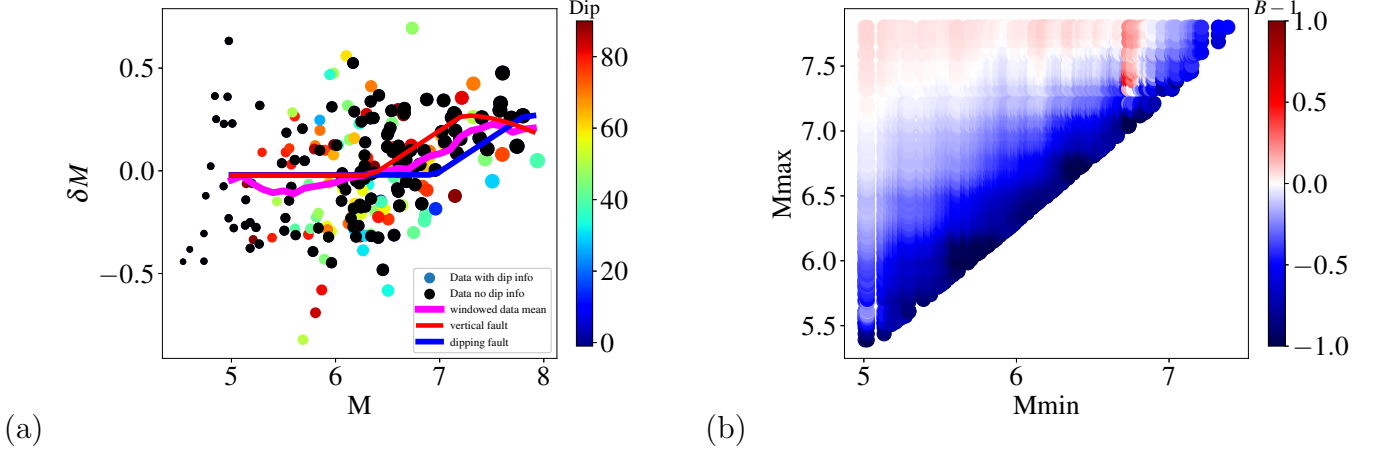 Dip
0.5
0.0
−0.5
δM
5
6
7
8
M
Data with dip info
Data no dip info
windowed data mean
vertical fault
dipping fault
80
60
40
20
0
(a)
B − 1
7.5
7.0
6.5
6.0
5.5
Mmax
5
6
7
Mmin
1.0
0.5
0.0
−0.5
−1.0
(b)